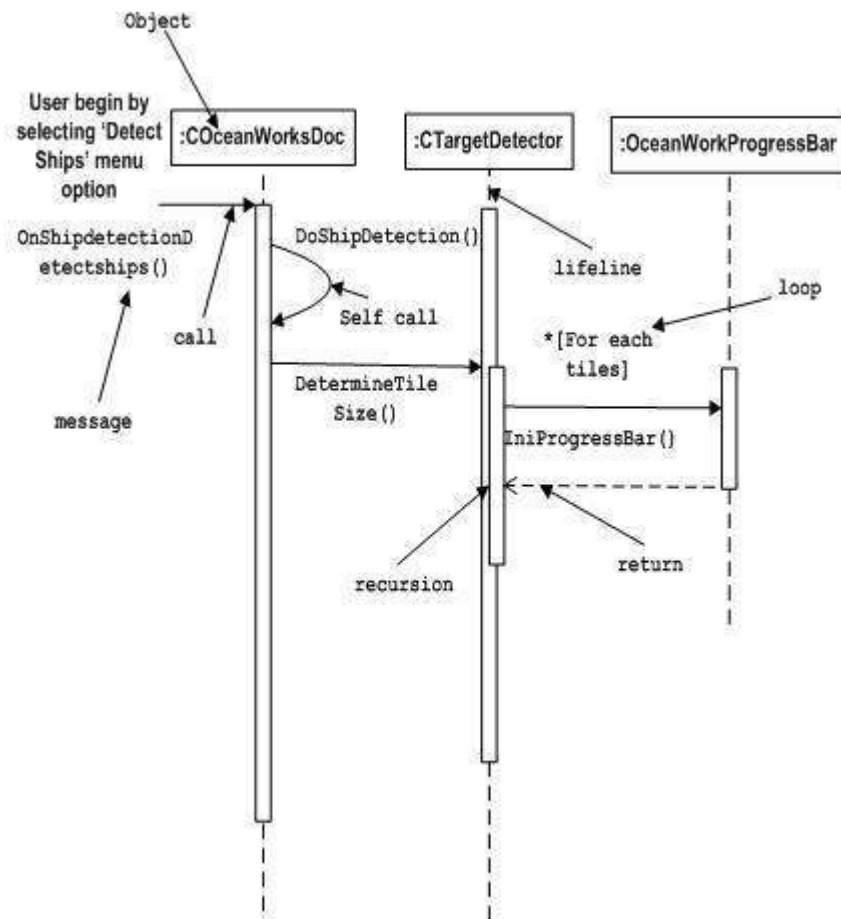 Object
User begin by
selecting 'Detect
Ships' menu
option
:COceanWorksDoc
:CTargetDetector
:OceanWorkProgressBar
OnShipdetectionD
etectships()
DoShipDetection()
lifeline
loop
call
Self call
*[For each
tiles]
message
DetermineTile
Size()
IniProgressBar()
recursion
return